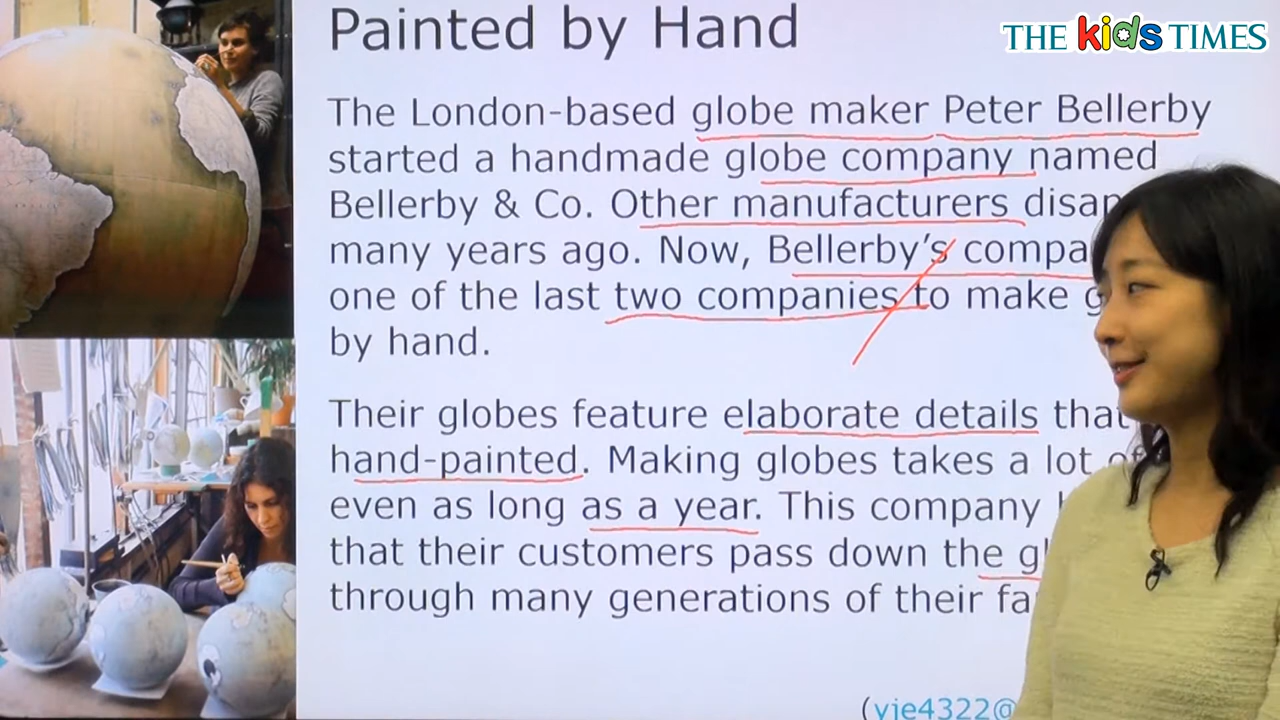 Painted by Hand
THE kids TIMES
The London-based globe maker Peter Bellerby
started a handmade globe company named
Bellerby & Co. Other manufacturers
many years ago. Now, Bellerby's
one of the last two companies to make
by hand.
Their globes feature elaborate details that
hand-painted. Making globes takes a lot
even as long as a year. This company
that their customers pass down the
through many generations of their
(yje4322@